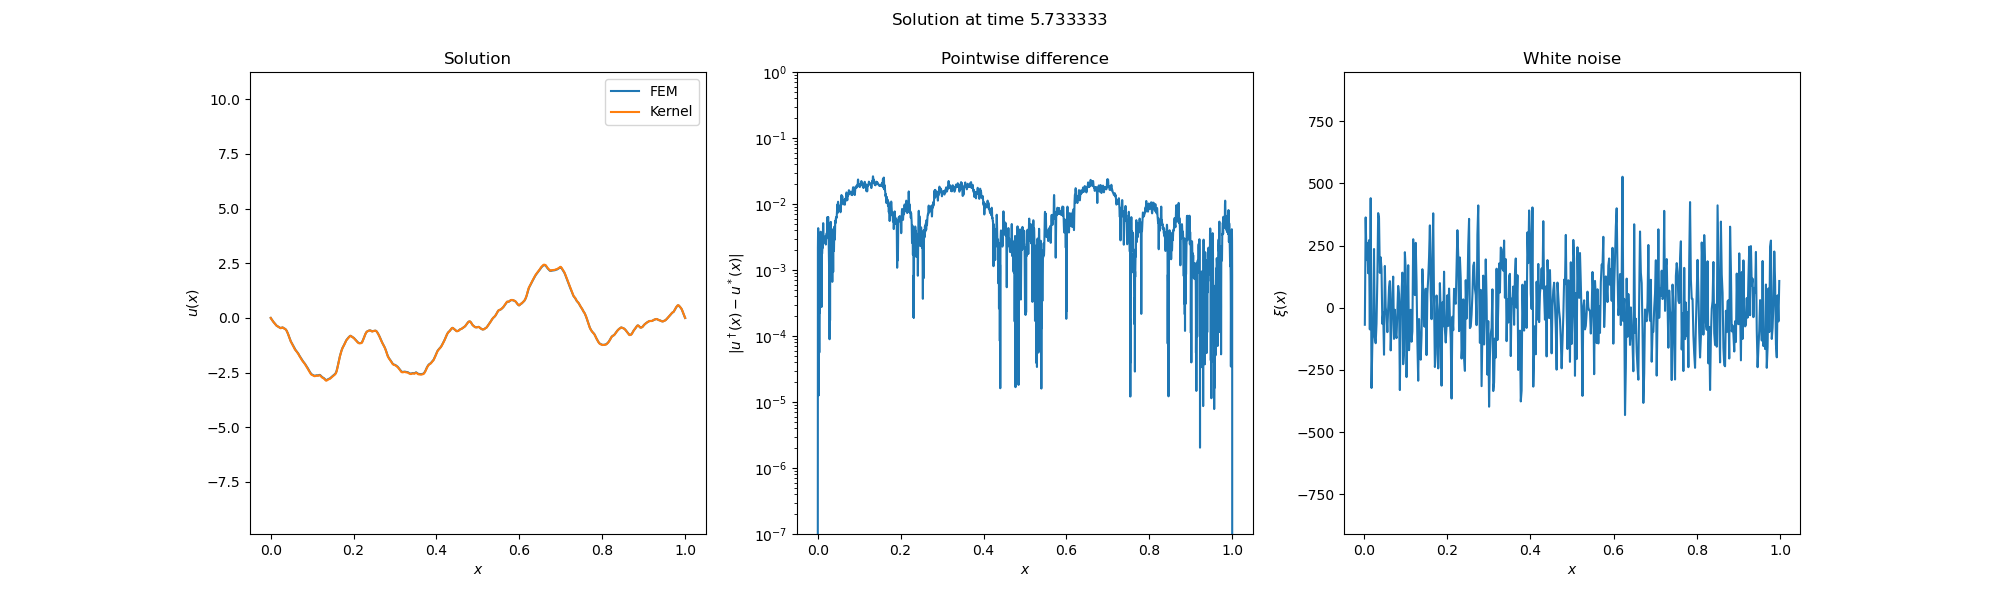 Solution at time 5.733333
Solution
10.0
7.5
5.0
2.5
0.0
−2.5
−5.0
−7.5
u(x)
0.0 0.2 0.4 0.6 0.8 1.0
x
FEM
Kernel
Pointwise difference
10⁰
10⁻¹
10⁻²
10⁻³
10⁻⁴
10⁻⁵
10⁻⁶
10⁻⁷
|u†(x) − u*(x)|
0.0 0.2 0.4 0.6 0.8 1.0
x
White noise
750
500
250
0
−250
−500
−750
ξ(x)
0.0 0.2 0.4 0.6 0.8 1.0
x